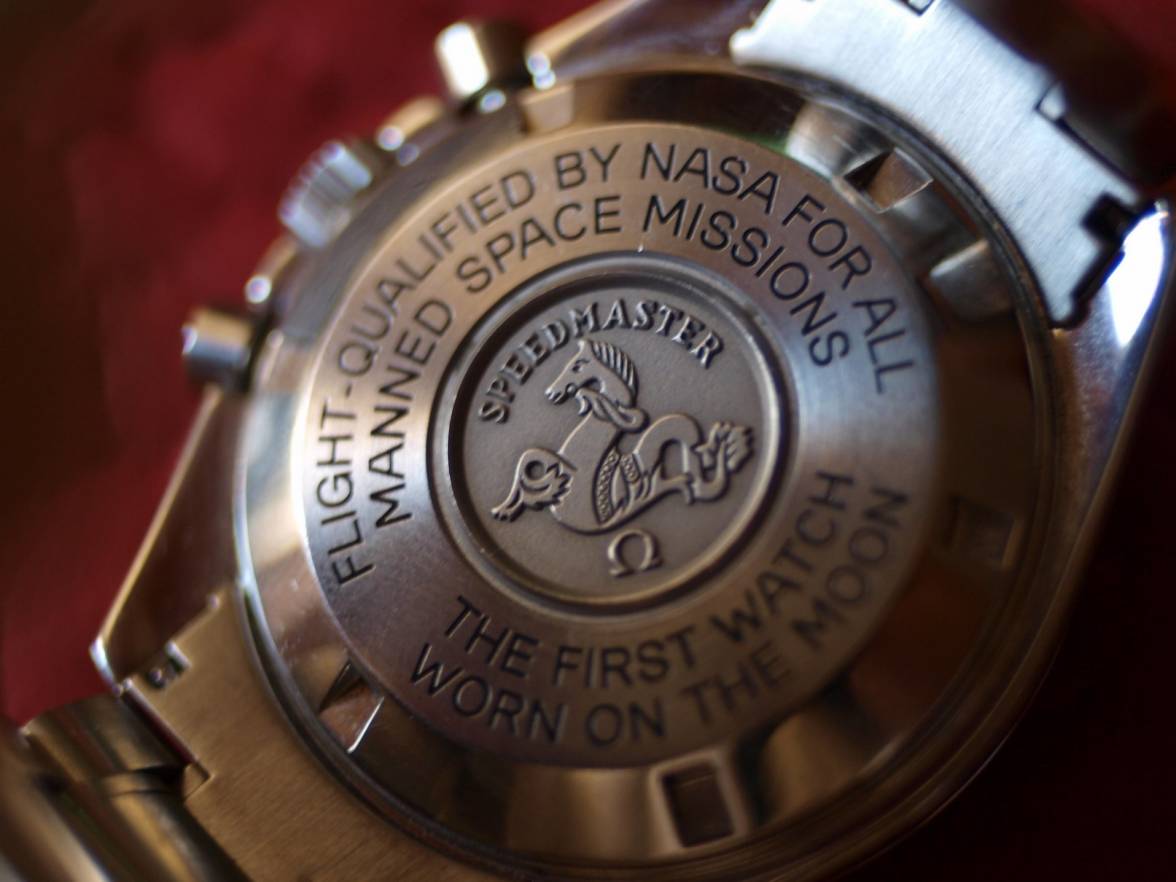 FLIGHT-QUALIFIED BY NASA FOR ALL
MANNED SPACE MISSIONS
SPEEDMASTER
Ω
THE FIRST WATCH
WORN ON THE MOON